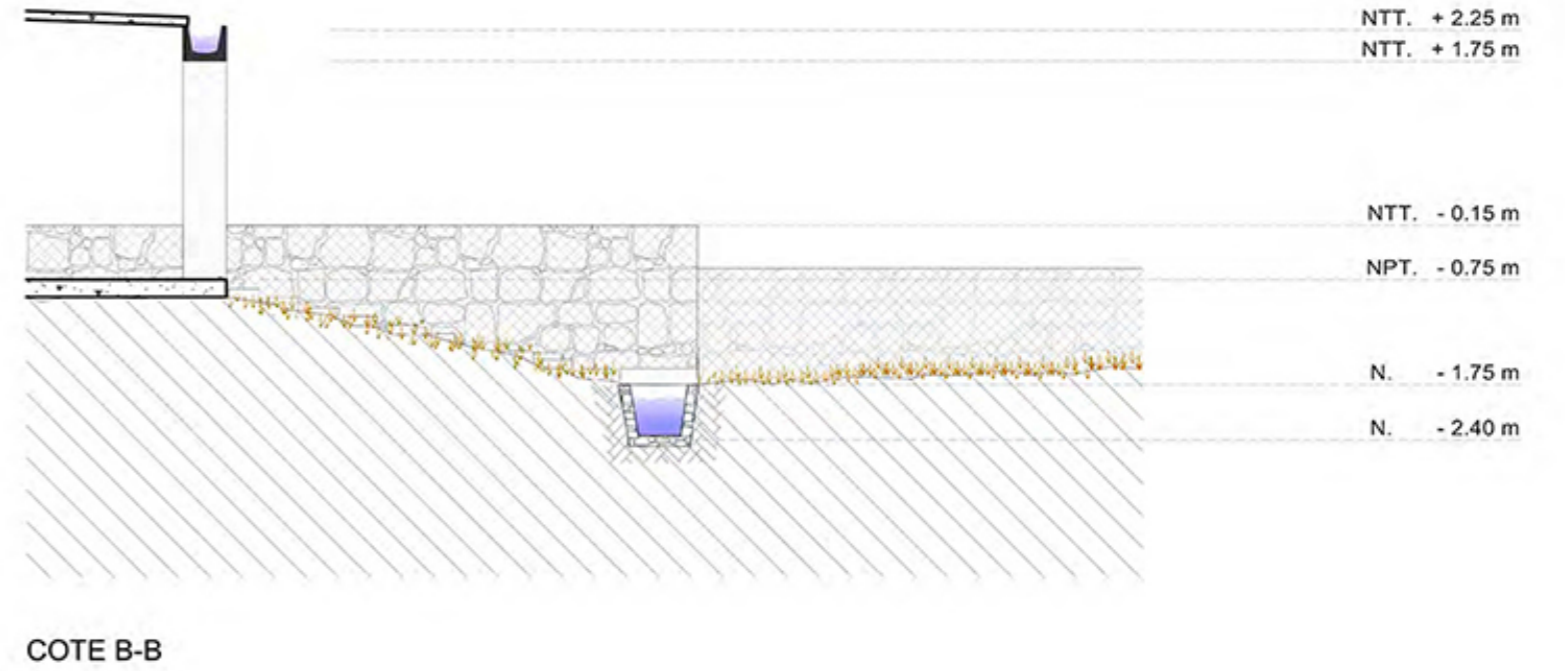 NTT. + 2.25 m
NTT. + 1.75 m
NTT. - 0.15 m
NPT. - 0.75 m
N. - 1.75 m
N. - 2.40 m
COTE B-B